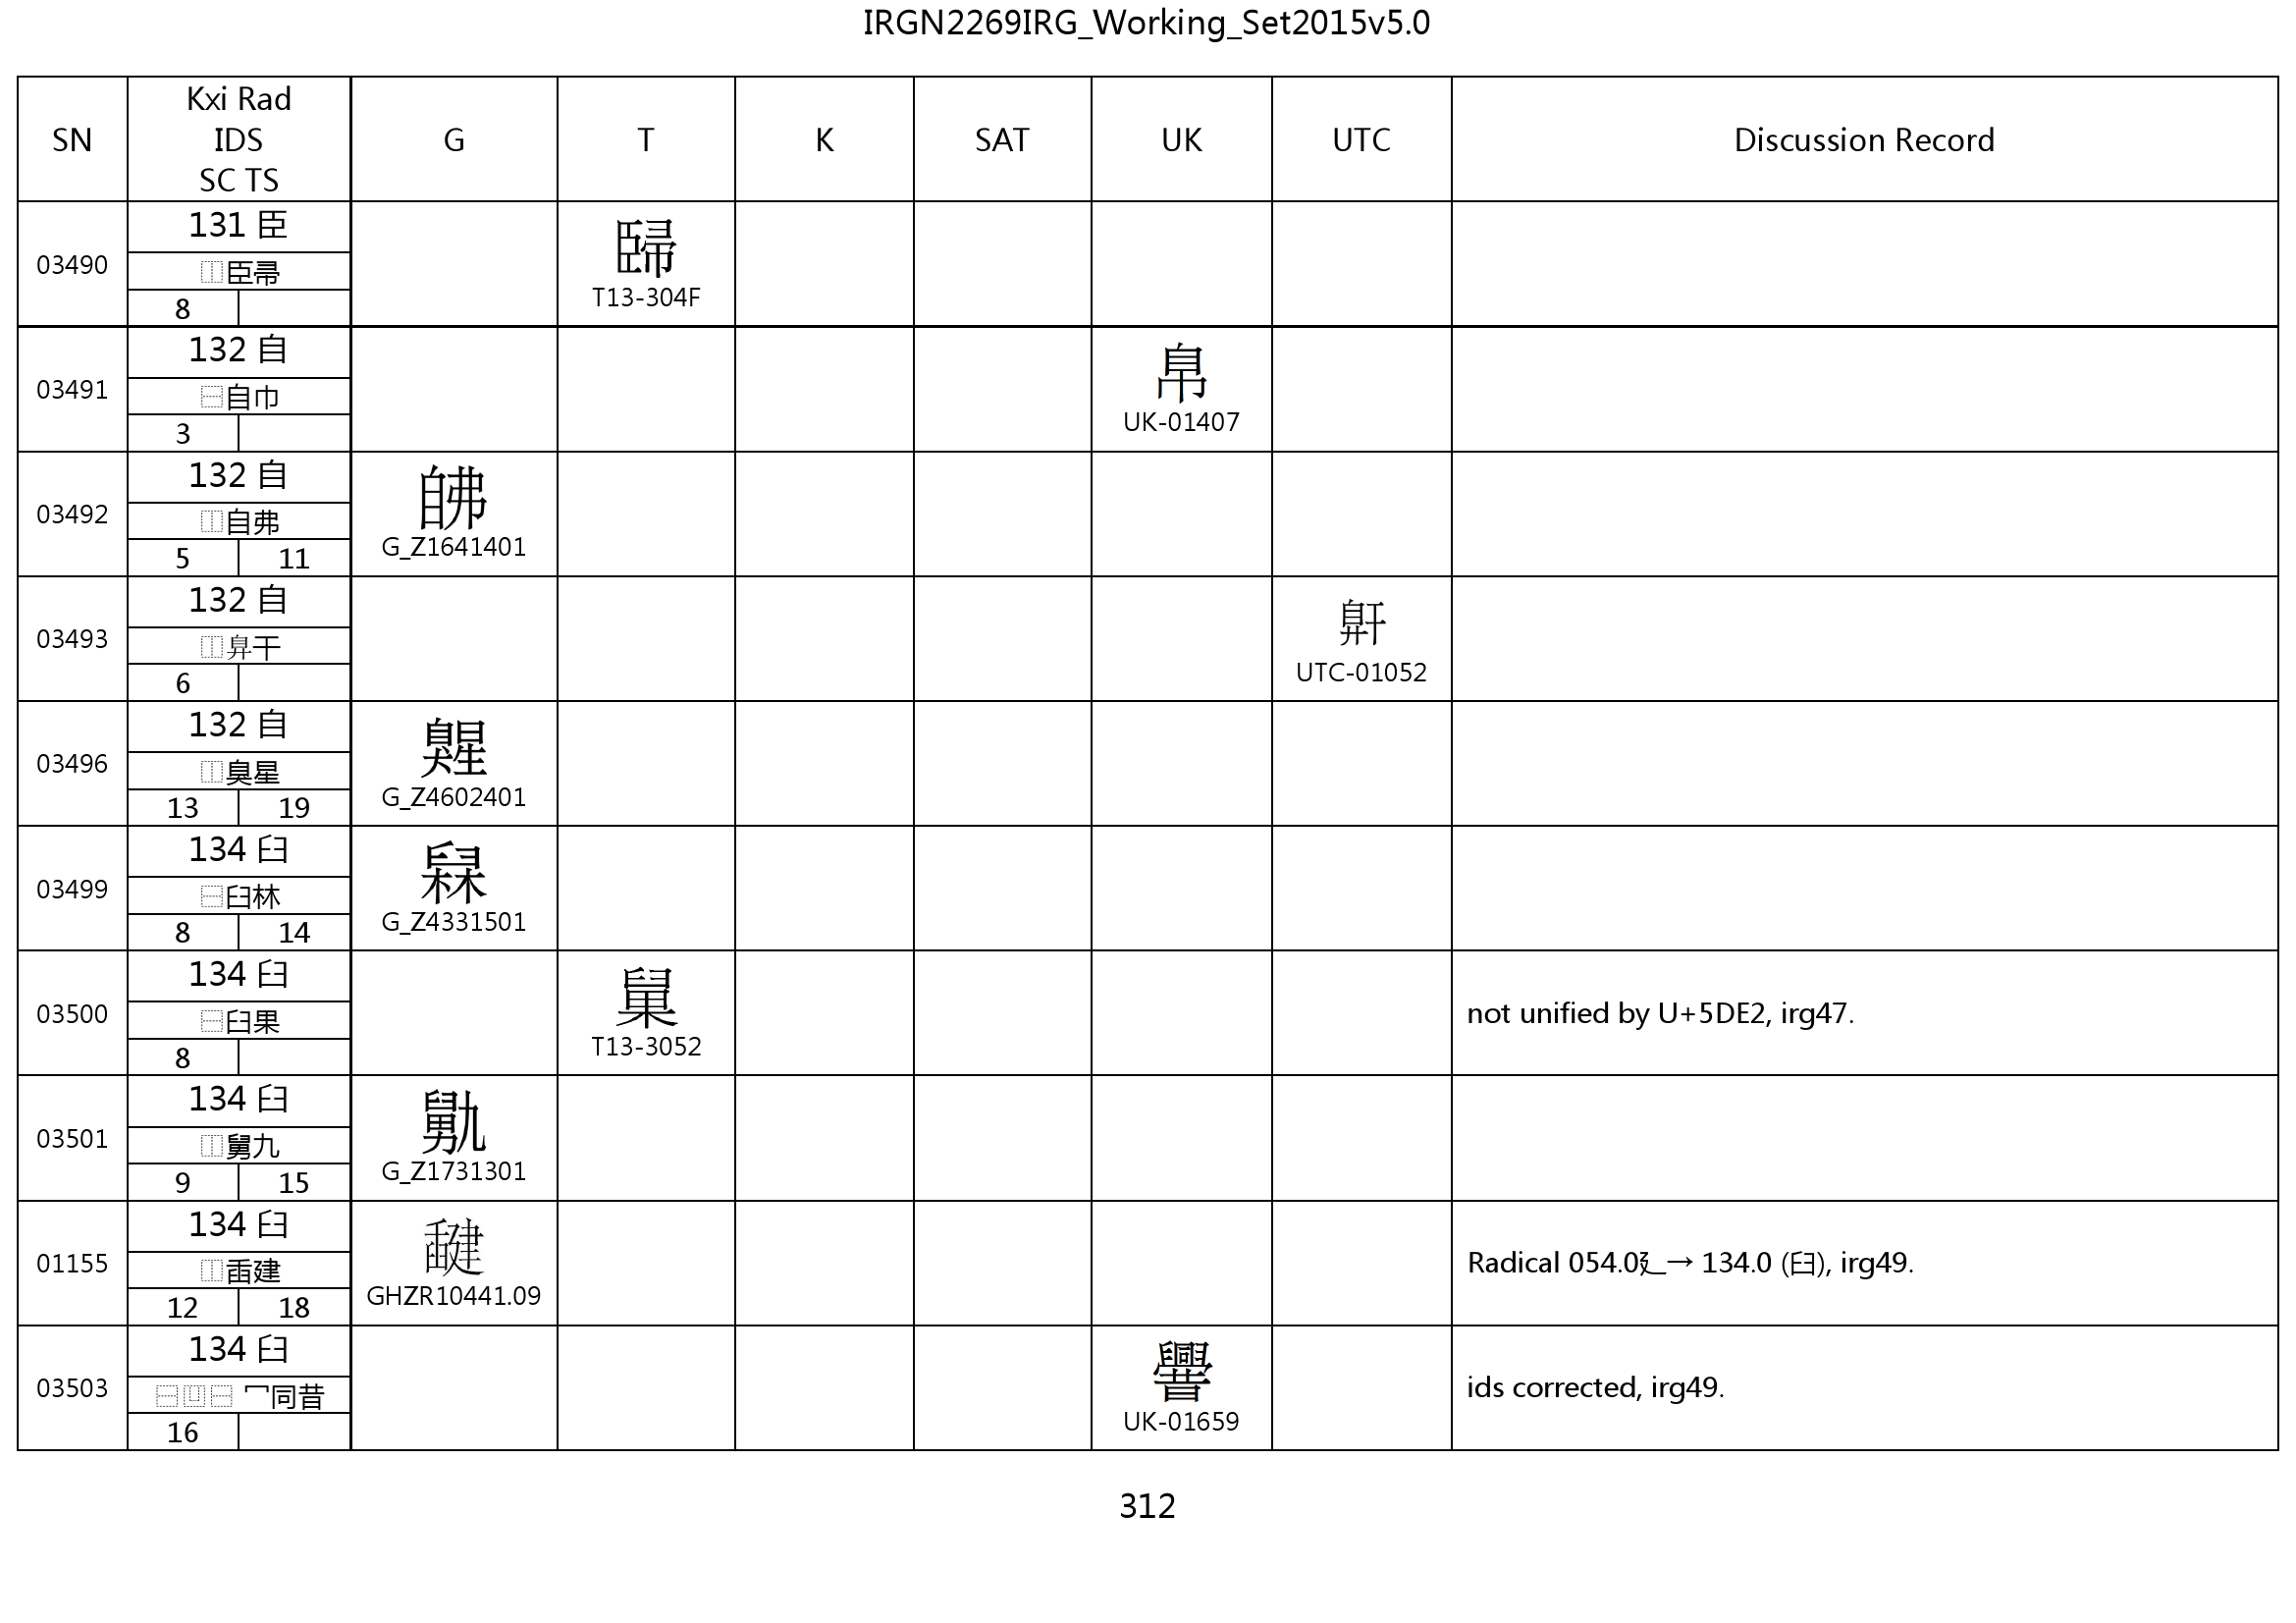 IRGN2269IRG_Working_Set2015v5.0
SN
Kxi Rad
IDS
SC TS
G
T
K
SAT
UK
UTC
Discussion Record
03490
131 臣
⿰臣帚
8
T13-304F
03491
132 自
⿱自巾
3
UK-01407
03492
132 自
⿰自弗
5 11
G_Z1641401
03493
132 自
⿰鼻干
6
UTC-01052
03496
132 自
⿰臭星
13 19
G_Z4602401
03499
134 臼
⿱臼林
8 14
G_Z4331501
03500
134 臼
⿱臼果
8
T13-3052
not unified by U+5DE2, irg47.
03501
134 臼
⿰舅九
9 15
G_Z1731301
01155
134 臼
⿰臿建
12 18
GHZR10441.09
Radical 054.0廴→ 134.0 (臼), irg49.
03503
134 臼
⿱⿶⿱冖同昔
16
UK-01659
ids corrected, irg49.
312